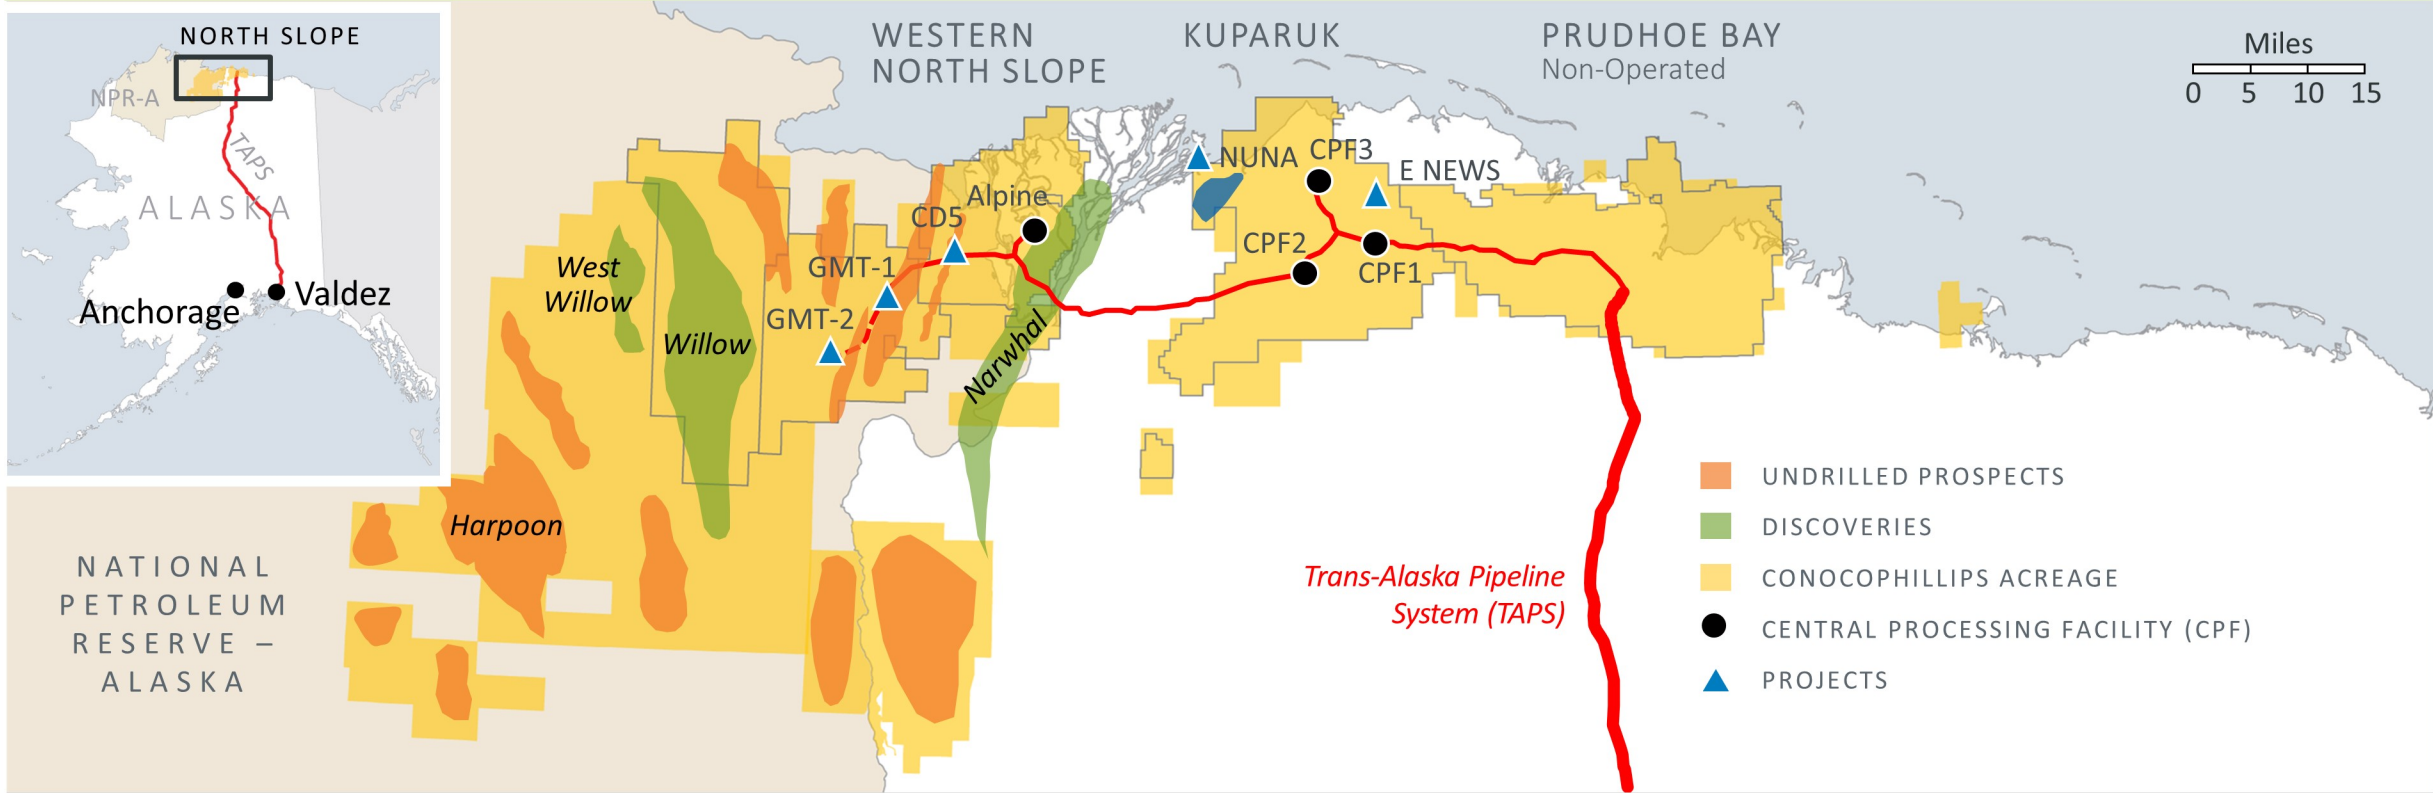 NORTH SLOPE
NPR-A
TAPS
ALASKA
Anchorage
Valdez
WESTERN
NORTH SLOPE
KUPARUK
PRUDHOE BAY
Non-Operated
Miles
0 5 10 15
NUNA
CPF3
E NEWS
Alpine
CD5
CPF2
CPF1
GMT-1
GMT-2
West
Willow
Willow
Narwhal
Harpoon
NATIONAL
PETROLEUM
RESERVE –
ALASKA
Trans-Alaska Pipeline
System (TAPS)
UNDRILLED PROSPECTS
DISCOVERIES
CONOCOPHILLIPS ACREAGE
CENTRAL PROCESSING FACILITY (CPF)
PROJECTS